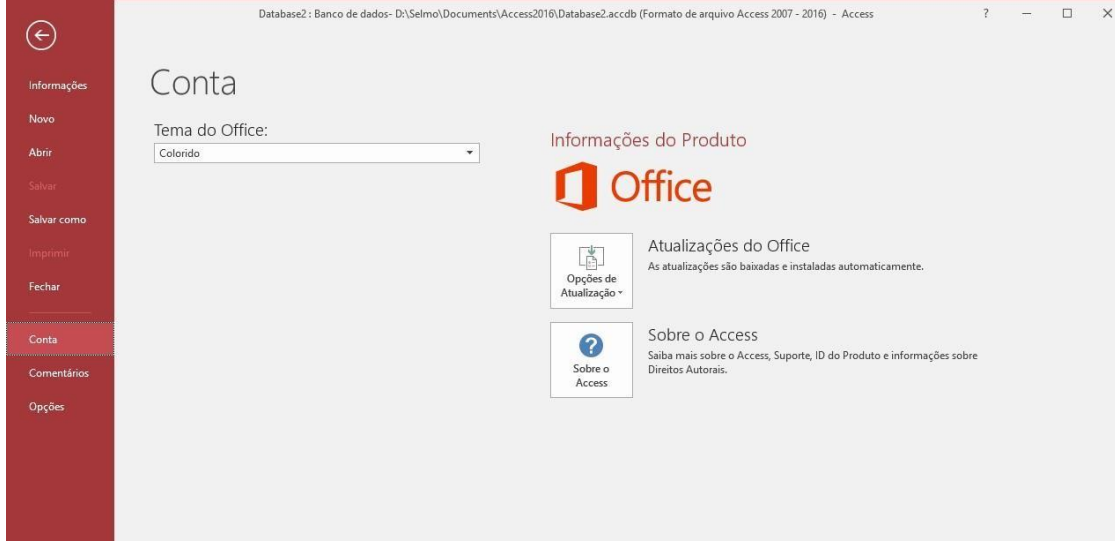 Database2 : Banco de dados- D:\Selmo\Documents\Access2016\Database2.accdb (Formato de arquivo Access 2007 - 2016) - Access
?
Informações
Novo
Abrir
Salvar
Salvar como
Imprimir
Fechar
Conta
Comentários
Opções
Conta
Tema do Office:
Colorido
Informações do Produto
Office
Opções de
Atualização
Atualizações do Office
As atualizações são baixadas e instaladas automaticamente.
?
Sobre o
Access
Sobre o Access
Saiba mais sobre o Access, Suporte, ID do Produto e informações sobre
Direitos Autorais.